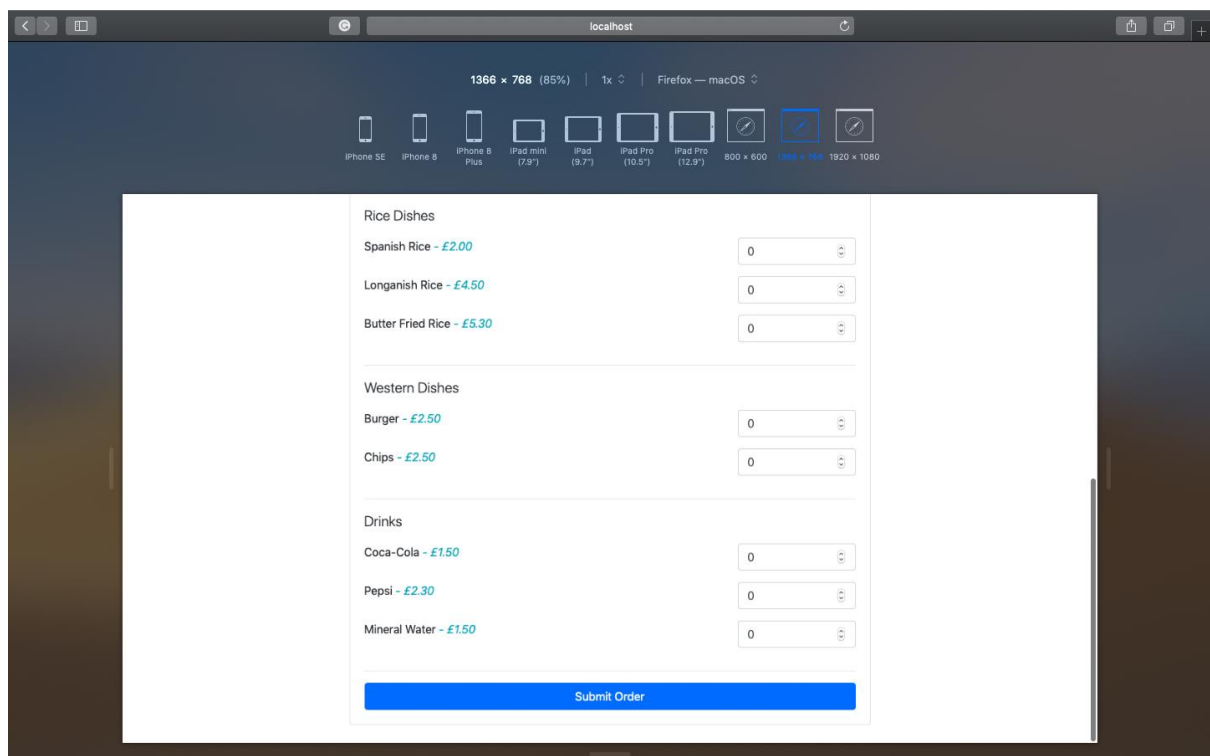 localhost
1366 × 768 (85%) 1x Firefox — macOS
iPhone SE
iPhone 8
iPhone 8 Plus
iPad mini (7.9")
iPad (9.7")
iPad Pro (10.5")
iPad Pro (12.9")
800 × 600
1366 × 768
1920 × 1080
Rice Dishes
Spanish Rice - £2.00 0
Longanish Rice - £4.50 0
Butter Fried Rice - £5.30 0
Western Dishes
Burger - £2.50 0
Chips - £2.50 0
Drinks
Coca-Cola - £1.50 0
Pepsi - £2.30 0
Mineral Water - £1.50 0
Submit Order